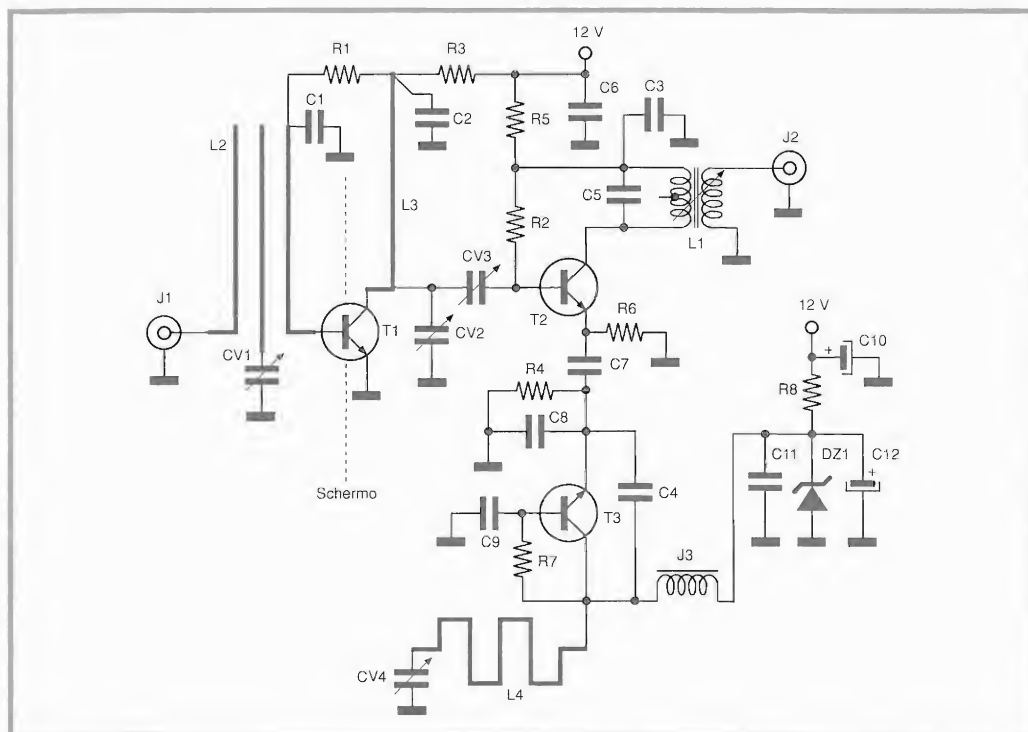 12 V
R1
R3
C1
C2
C6
C3
R5
J2
L2
L3
C5
R2
L1
CV3
J1
T1
T2
CV2
R6
12 V
C10
CV1
C7
R4
R8
C8
C11
DZ1
C12
Schermo
C4
T3
C9
R7
J3
CV4
L4
+
+